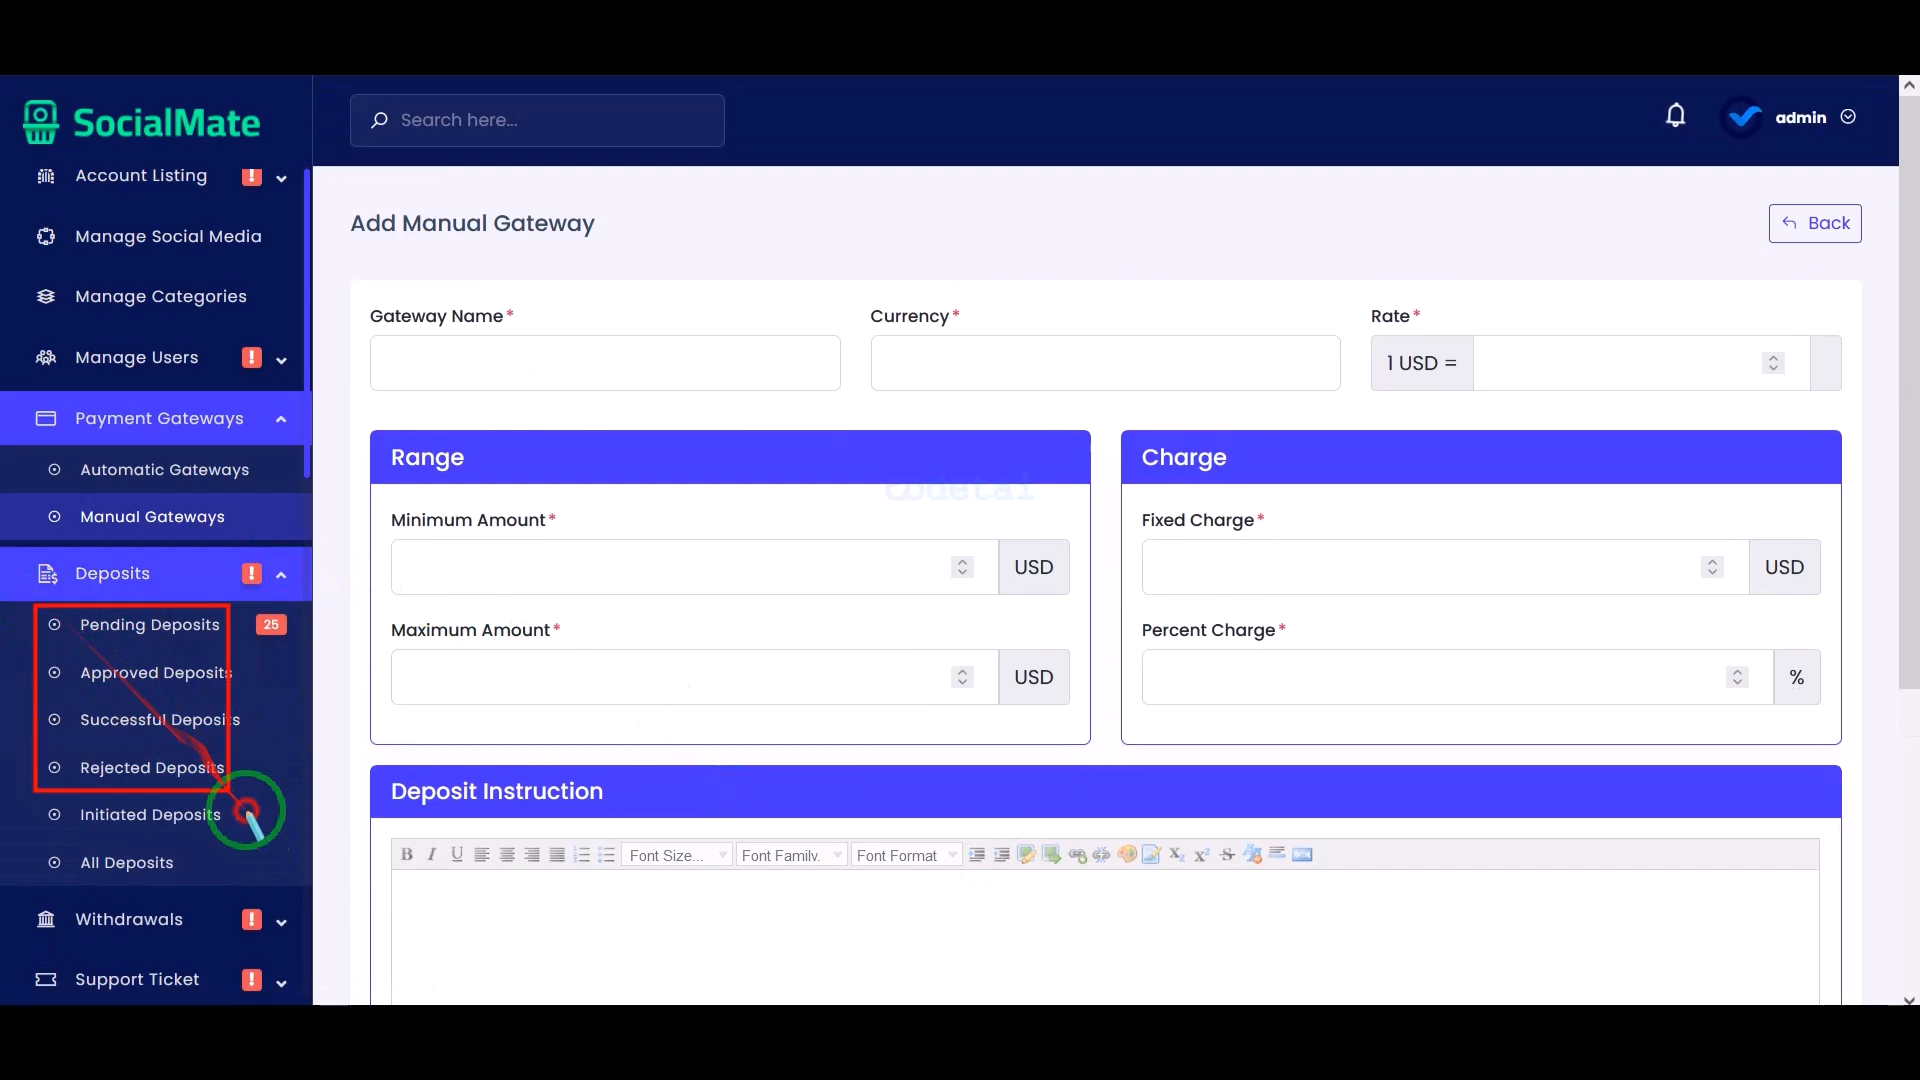 SocialMate
Search here...
admin
Account Listing !
Manage Social Media
Manage Categories
Manage Users !
Payment Gateways
Automatic Gateways
Manual Gateways
Deposits !
Pending Deposits 25
Approved Deposits
Successful Deposits
Rejected Deposits
Initiated Deposits
All Deposits
Withdrawals !
Support Ticket !
Add Manual Gateway
Back
Gateway Name* Currency* Rate*
1 USD =
Range
Minimum Amount*
USD
Maximum Amount*
USD
Charge
Fixed Charge*
USD
Percent Charge*
%
Deposit Instruction
B I U Font Size... Font Family. Font Format X₂ X² S